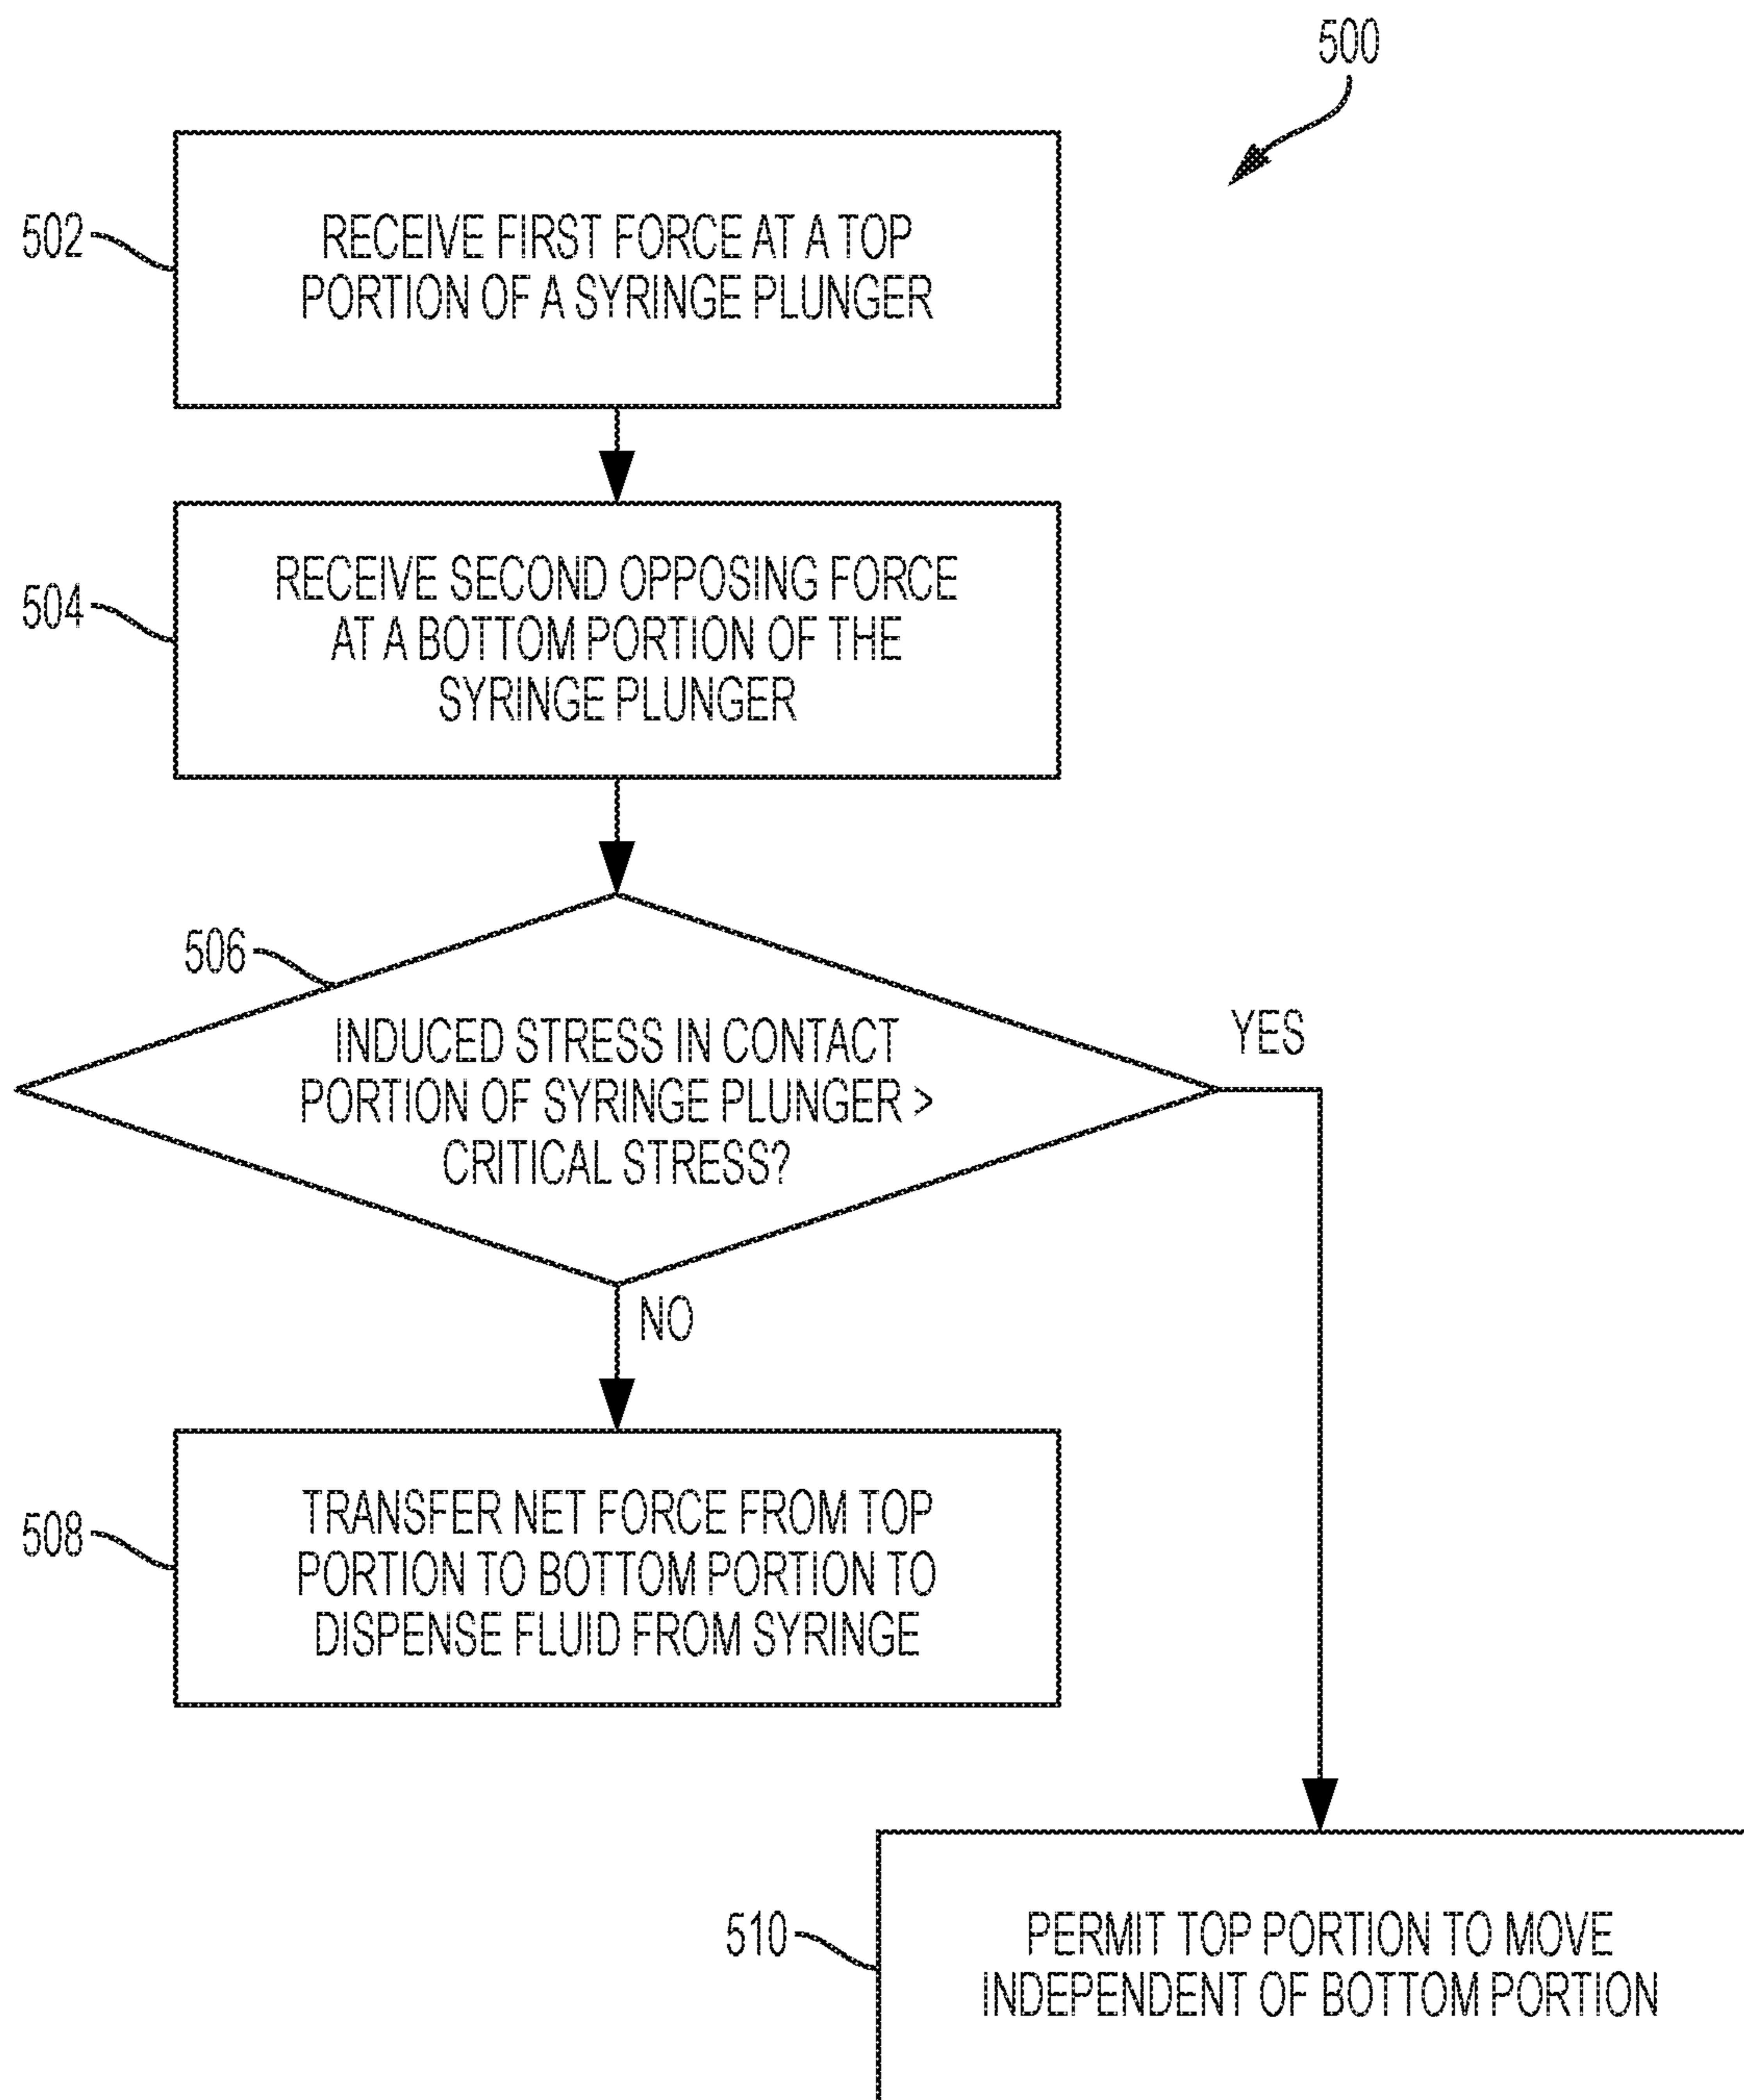 500
502
RECEIVE FIRST FORCE AT A TOP
PORTION OF A SYRINGE PLUNGER
504
RECEIVE SECOND OPPOSING FORCE
AT A BOTTOM PORTION OF THE
SYRINGE PLUNGER
506
INDUCED STRESS IN CONTACT
PORTION OF SYRINGE PLUNGER >
CRITICAL STRESS?
YES
NO
508
TRANSFER NET FORCE FROM TOP
PORTION TO BOTTOM PORTION TO
DISPENSE FLUID FROM SYRINGE
510
PERMIT TOP PORTION TO MOVE
INDEPENDENT OF BOTTOM PORTION